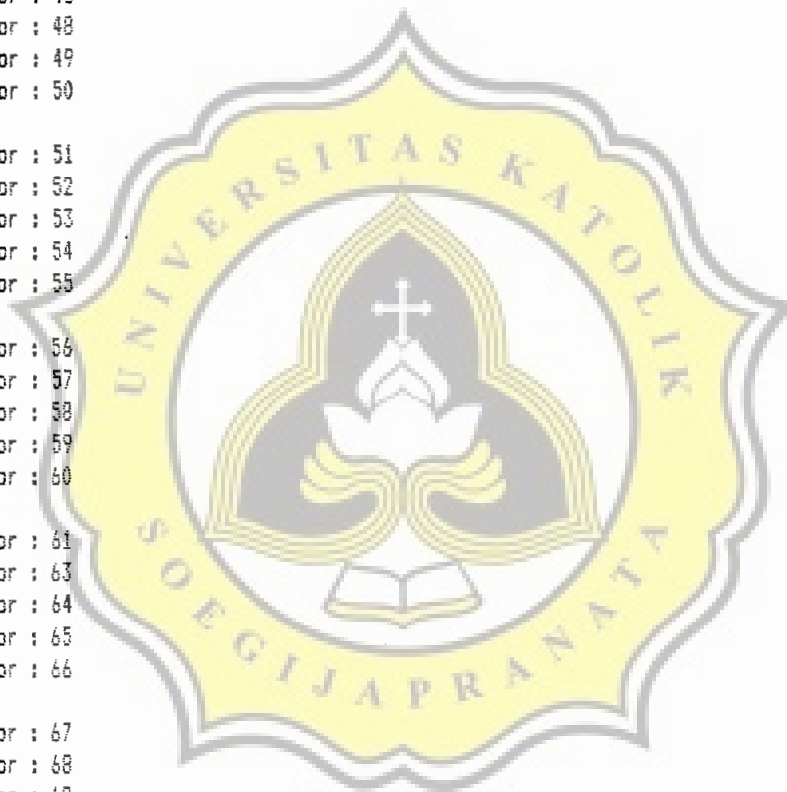 or : 48
or : 49
or : 50
or : 51
or : 52
or : 53
or : 54
or : 55
or : 56
or : 57
or : 58
or : 59
or : 60
or : 61
or : 63
or : 64
or : 65
or : 66
or : 67
or : 68
UNIVERSITAS KATOLIK
SOEGIJAPRANATA